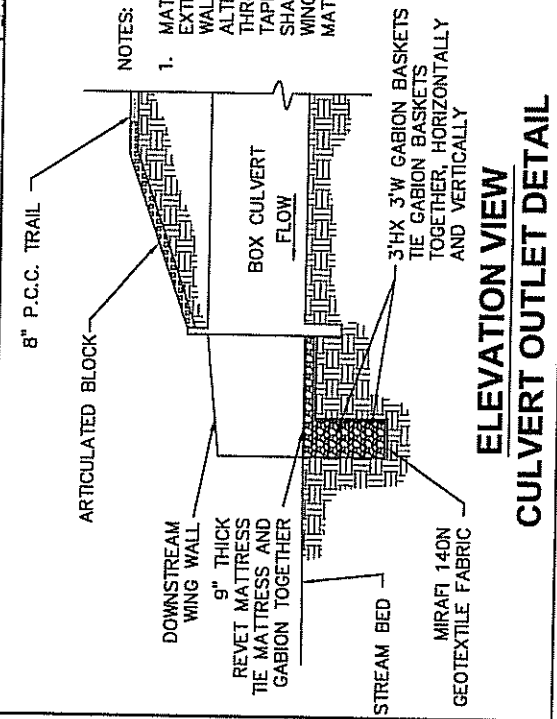 8" P.C.C. TRAIL
ARTICULATED BLOCK
NOTES:
1. MAT
EXT
WALL
ALT
THR
TAP
SHA
WING
MAT
DOWNSTREAM
WING WALL
9" THICK
REVET MATTRESS
TIE MATTRESS AND
GABION TOGETHER
BOX CULVERT
FLOW
STREAM BED
MIRAFI 140N
GEOTEXTILE FABRIC
3'HX 3'W GABION BASKETS
TIE GABION BASKETS
TOGETHER, HORIZONTALLY
AND VERTICALLY
ELEVATION VIEW
CULVERT OUTLET DETAIL